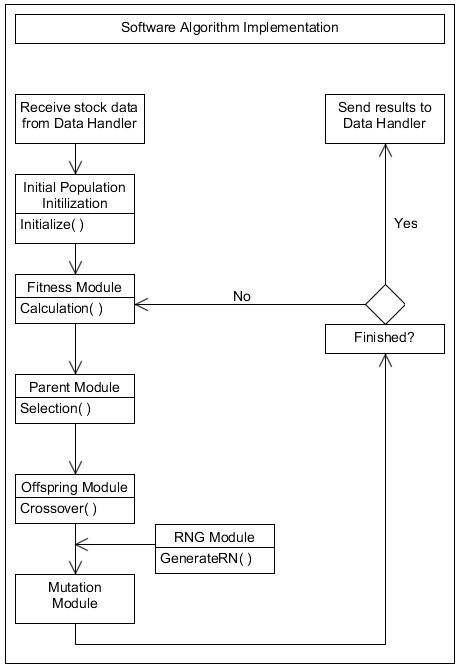 Software Algorithm Implementation
Receive stock data
from Data Handler
Send results to
Data Handler
Initial Population
Initilization
Initialize( )
Yes
Fitness Module
Calculation( )
No
Finished?
Parent Module
Selection( )
Offspring Module
Crossover( )
RNG Module
GenerateRN( )
Mutation
Module